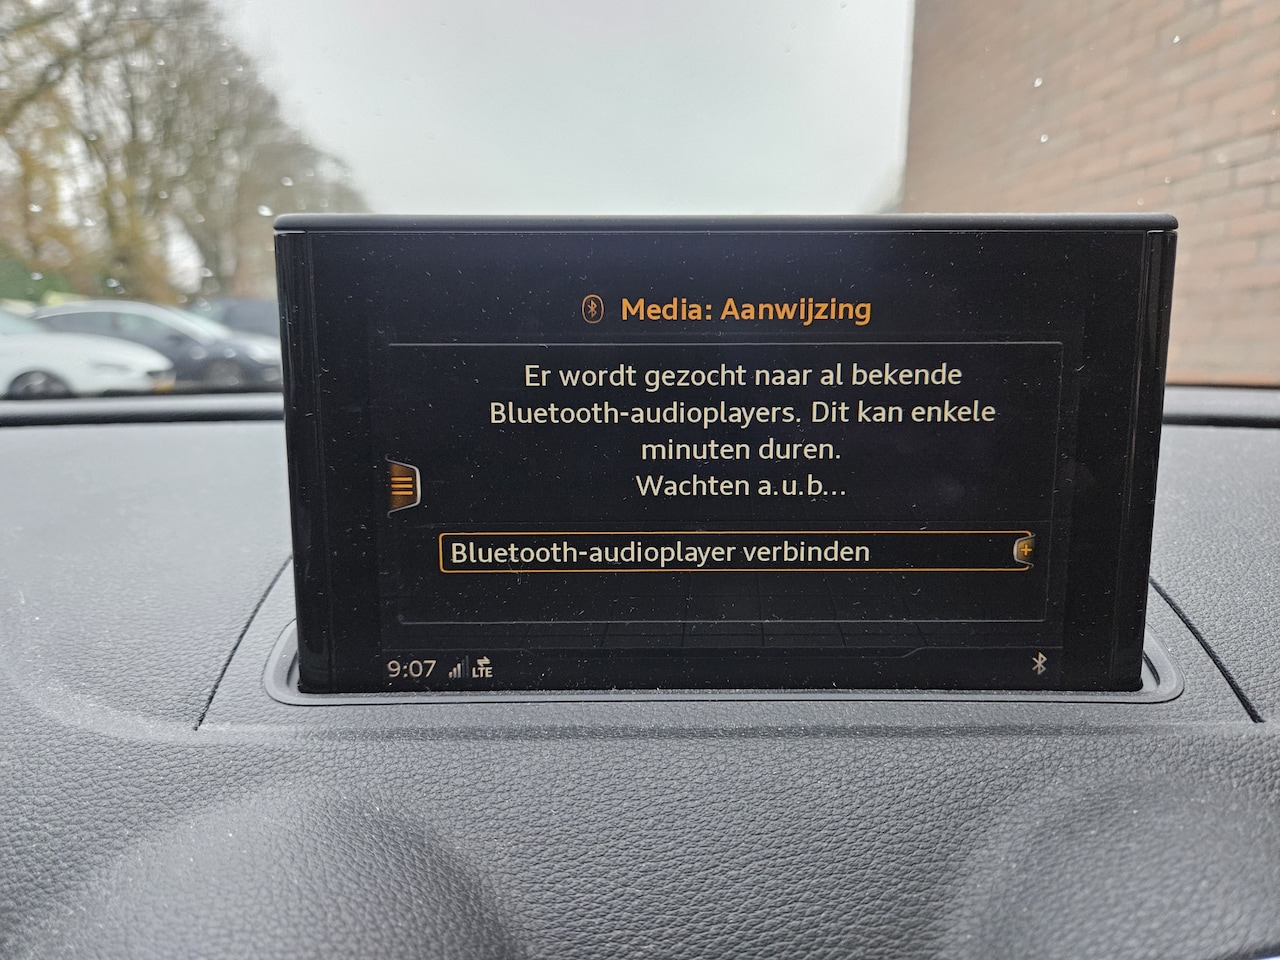 Media: Aanwijzing
Er wordt gezocht naar al bekende
Bluetooth-audioplayers. Dit kan enkele
minuten duren.
Wachten a.u.b...
Bluetooth-audioplayer verbinden
9:07 LTE